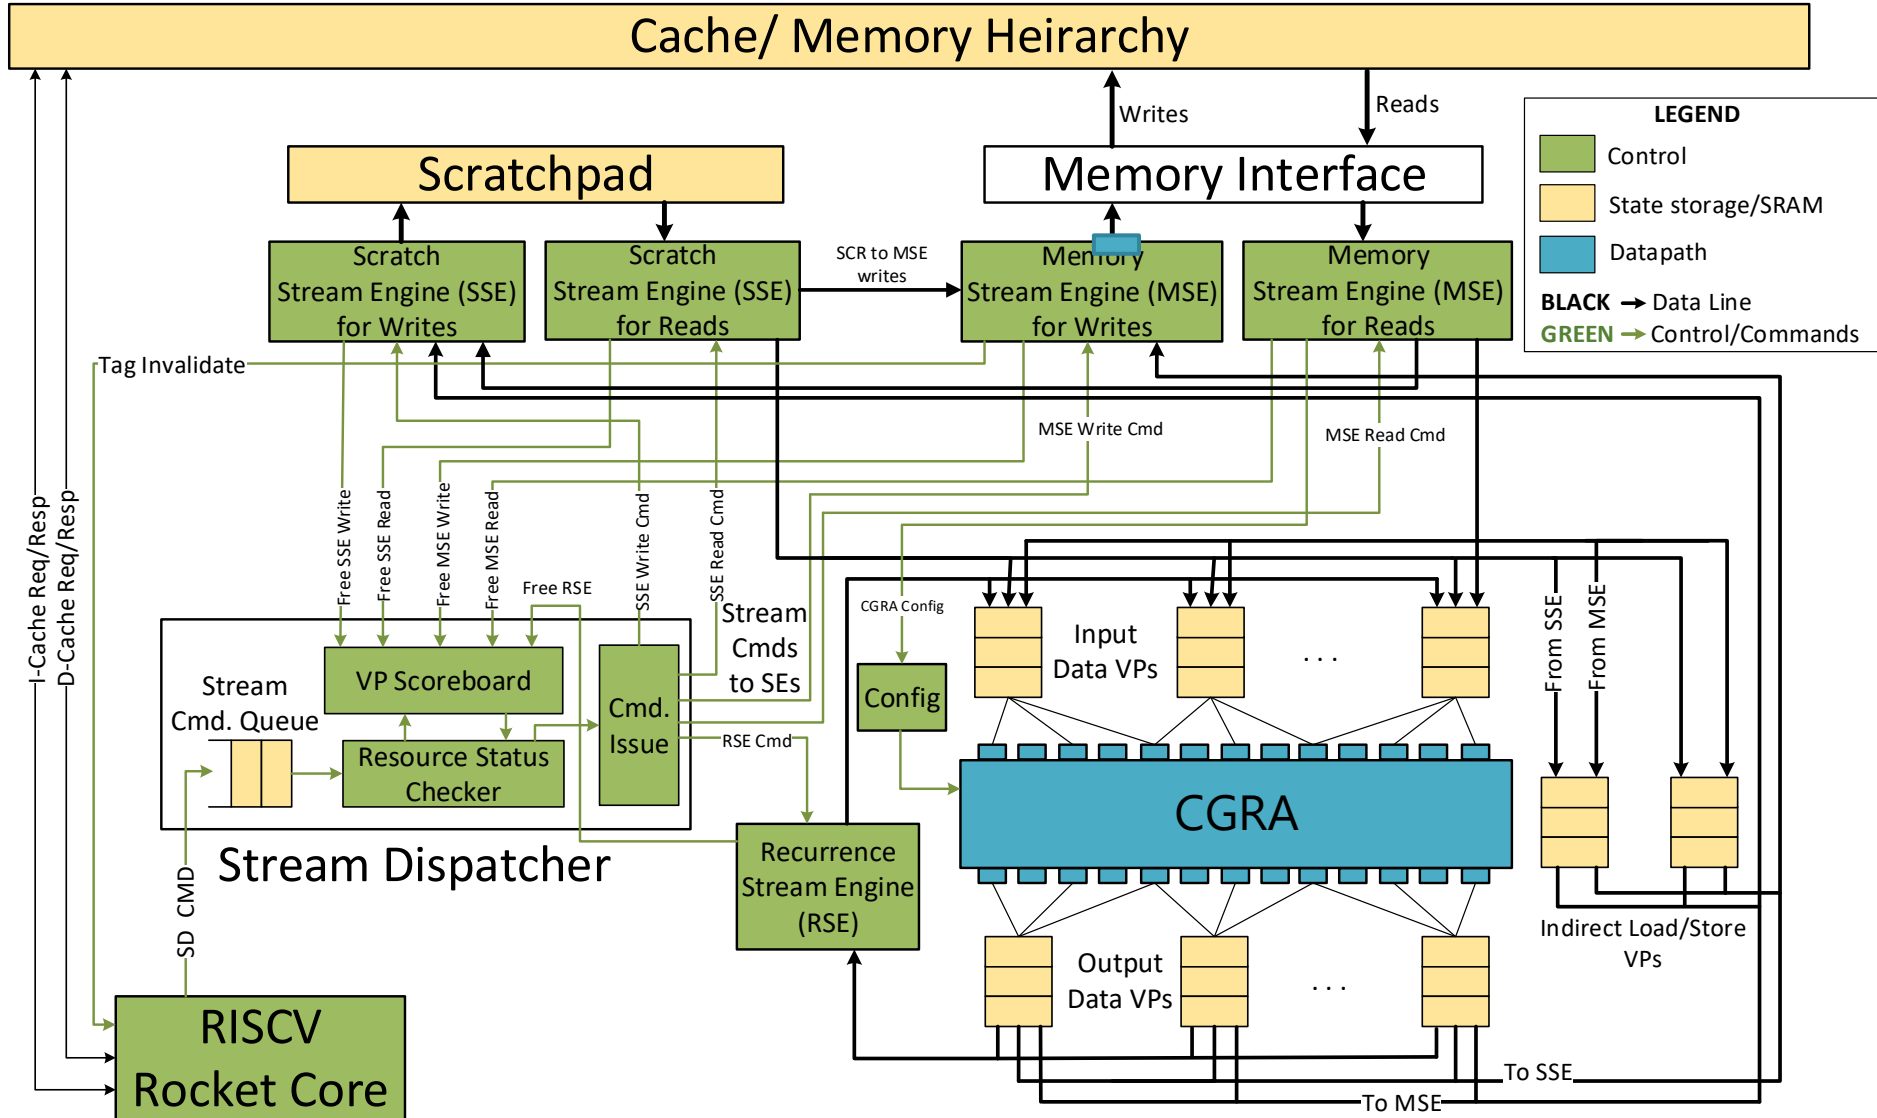 Cache/ Memory Heirarchy
Writes
Reads
LEGEND
Control
State storage/SRAM
Datapath
BLACK Data Line
GREEN Control/Commands
Scratchpad
Memory Interface
Scratch
Stream Engine (SSE)
for Writes
Scratch
Stream Engine (SSE)
for Reads
SCR to MSE
writes
Memory
Stream Engine (MSE)
for Writes
Memory
Stream Engine (MSE)
for Reads
Tag Invalidate
MSE Write Cmd
MSE Read Cmd
I-Cache Req/Resp
D-Cache Req/Resp
Free SSE Write
Free SSE Read
Free MSE Write
Free MSE Read
Free RSE
SSE Write Cmd
SSE Read Cmd
Stream
Cmds
to SEs
CGRA Config
Input
Data VPs
. . .
From SSE
From MSE
VP Scoreboard
Stream
Cmd. Queue
Resource Status
Checker
Cmd.
Issue
RSE Cmd
Config
CGRA
Stream Dispatcher
Recurrence
Stream Engine
(RSE)
Indirect Load/Store
VPs
SD CMD
Output
Data VPs
. . .
RISCV
Rocket Core
To SSE
To MSE